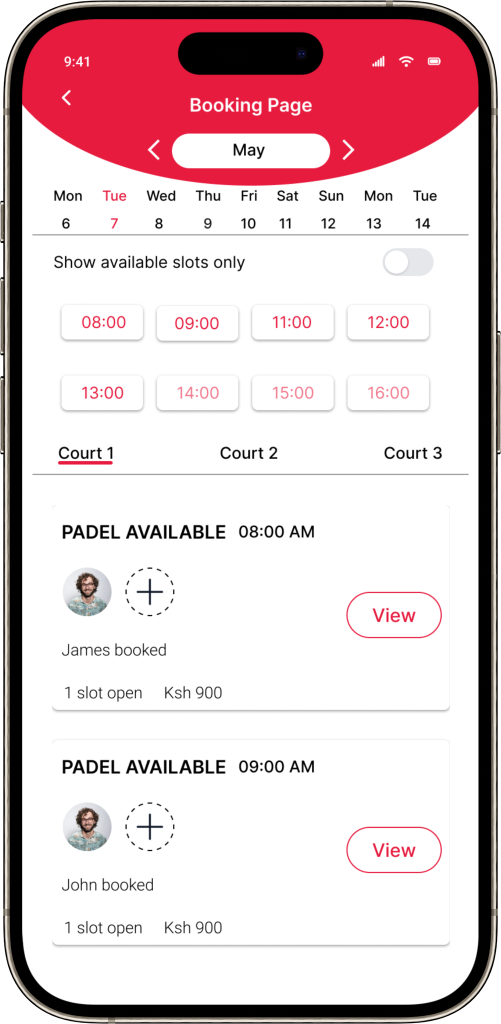 9:41
Booking Page
May
Mon Tue Wed Thu Fri Sat Sun Mon Tue
6 7 8 9 10 11 12 13 14
Show available slots only
08:00 09:00 11:00 12:00
13:00 14:00 15:00 16:00
Court 1 Court 2 Court 3
PADEL AVAILABLE 08:00 AM
View
James booked
1 slot open Ksh 900
PADEL AVAILABLE 09:00 AM
View
John booked
1 slot open Ksh 900